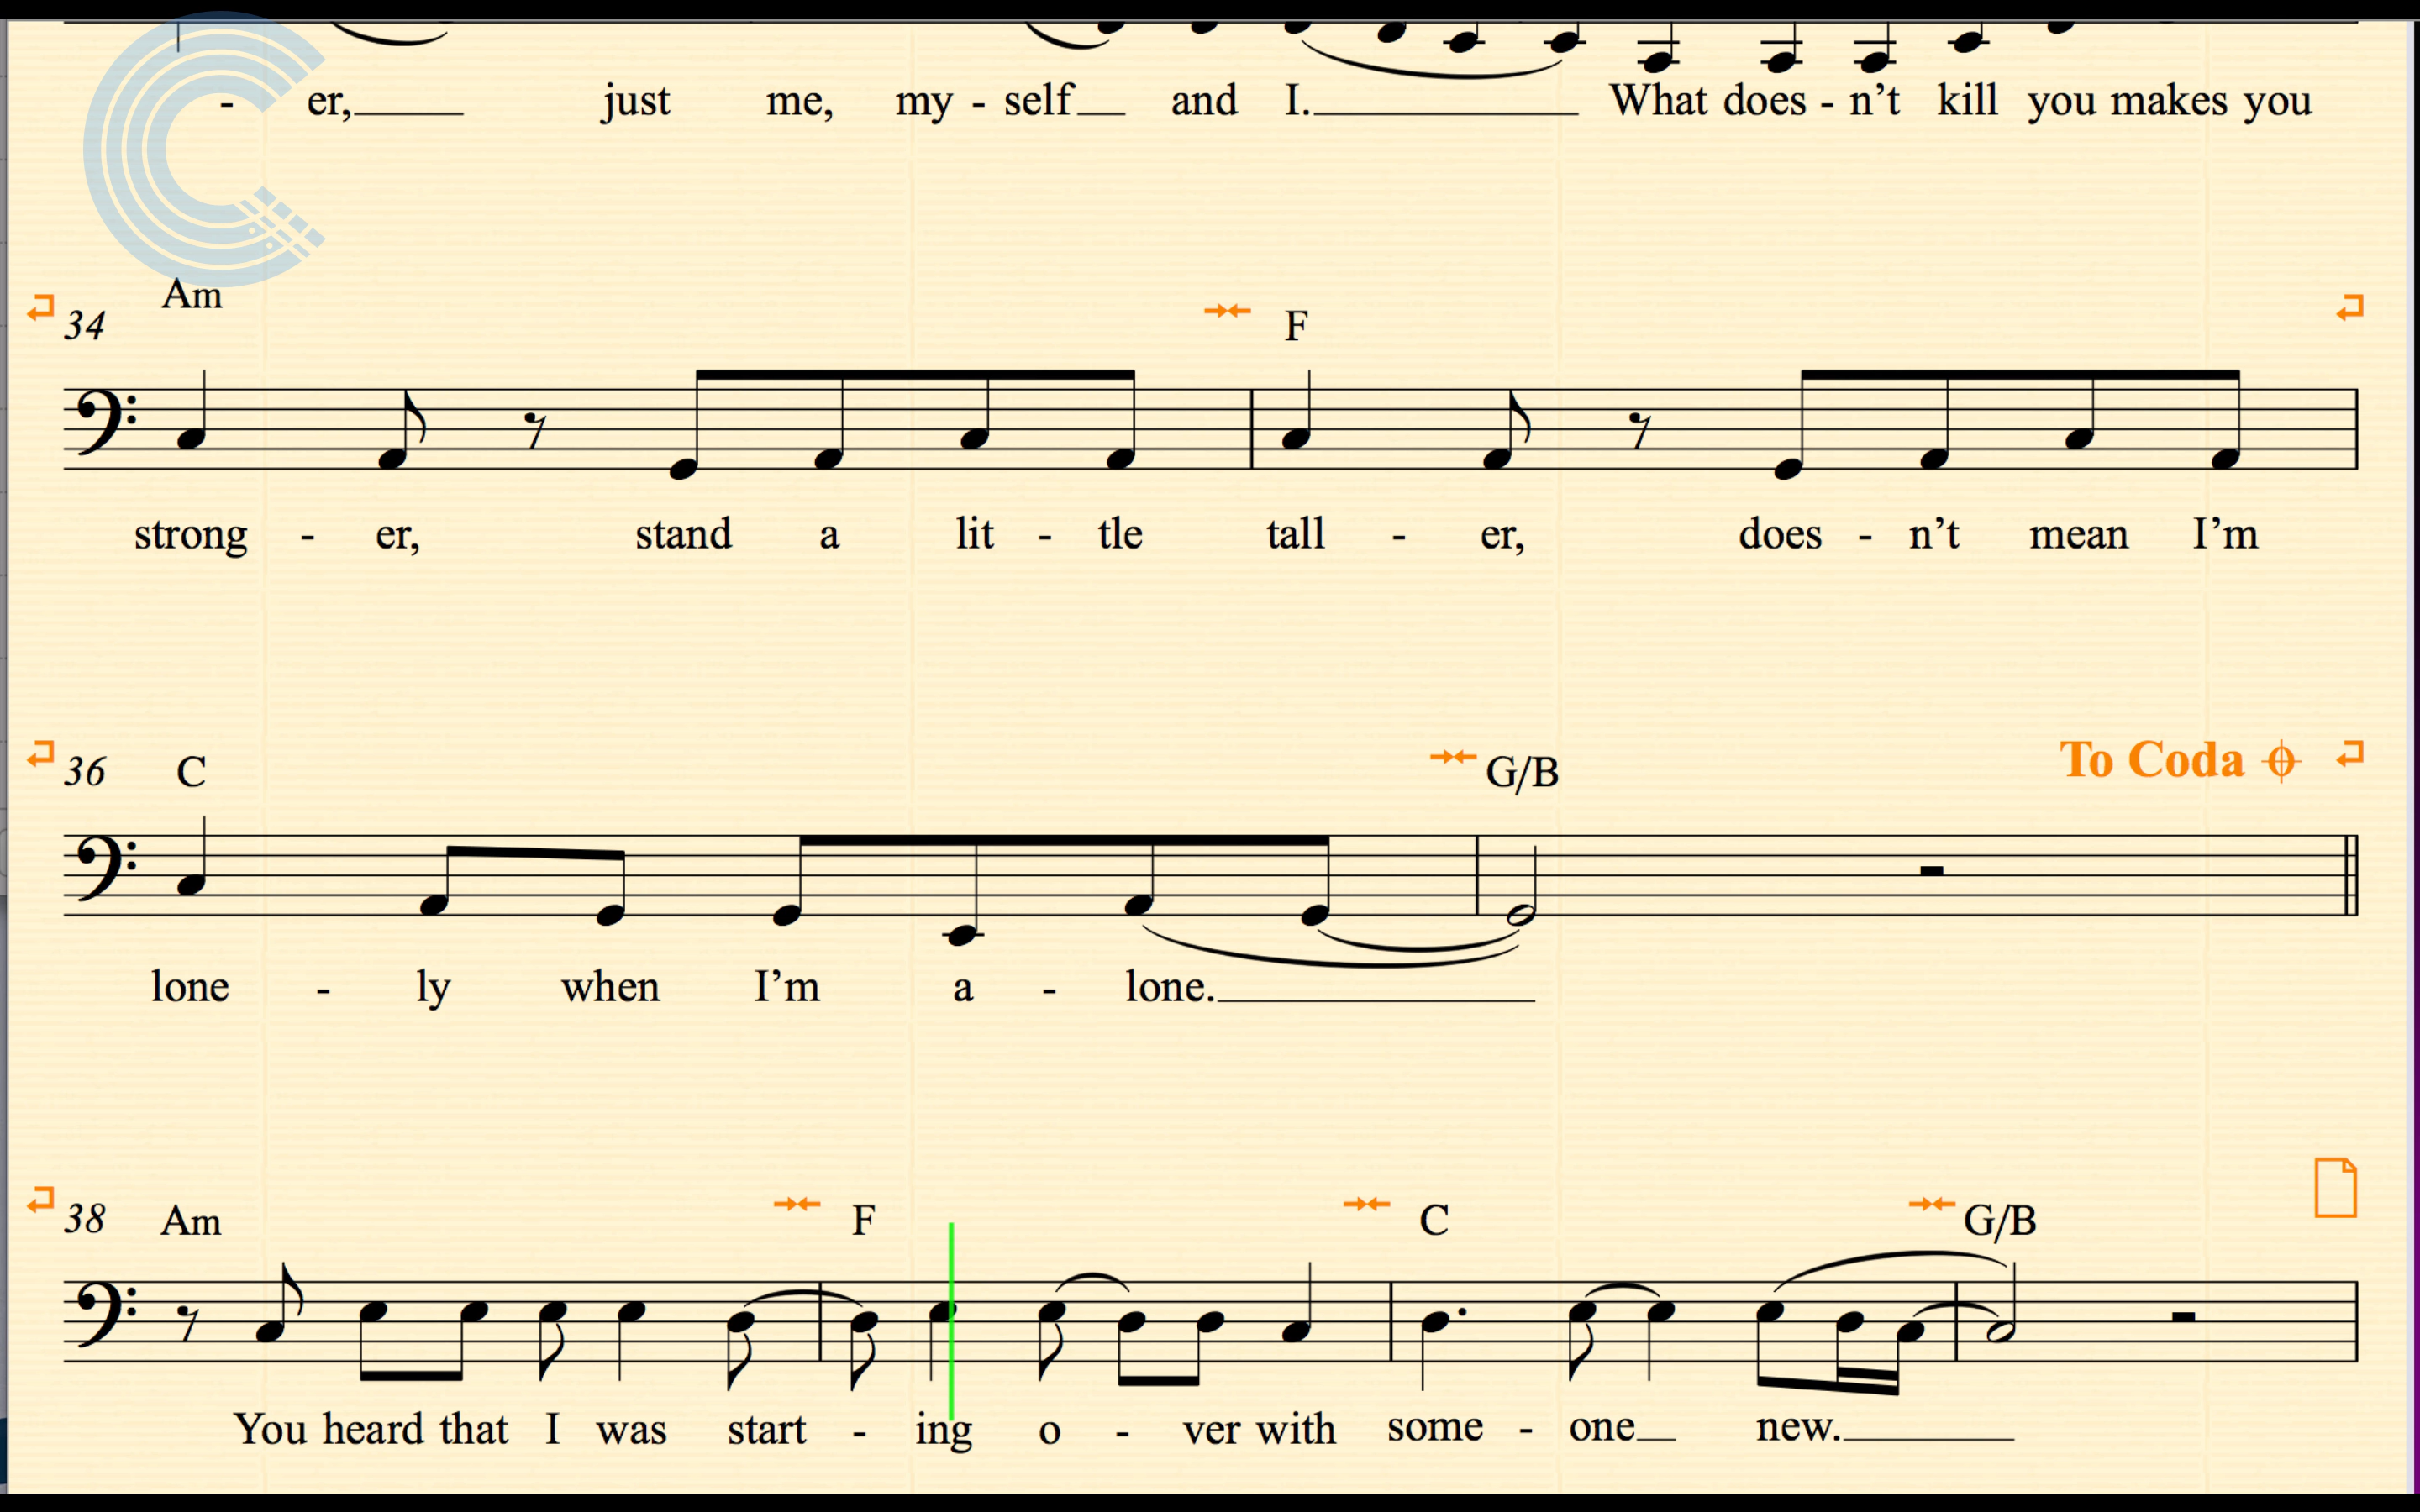 - er, just me, my - self and I. What does - n’t kill you makes you
Am F
34
strong - er, stand a lit - tle tall - er, does - n’t mean I’m
36 C G/B To Coda
lone - ly when I’m a - lone.
38 Am F C G/B
You heard that I was start - ing o - ver with some - one new.